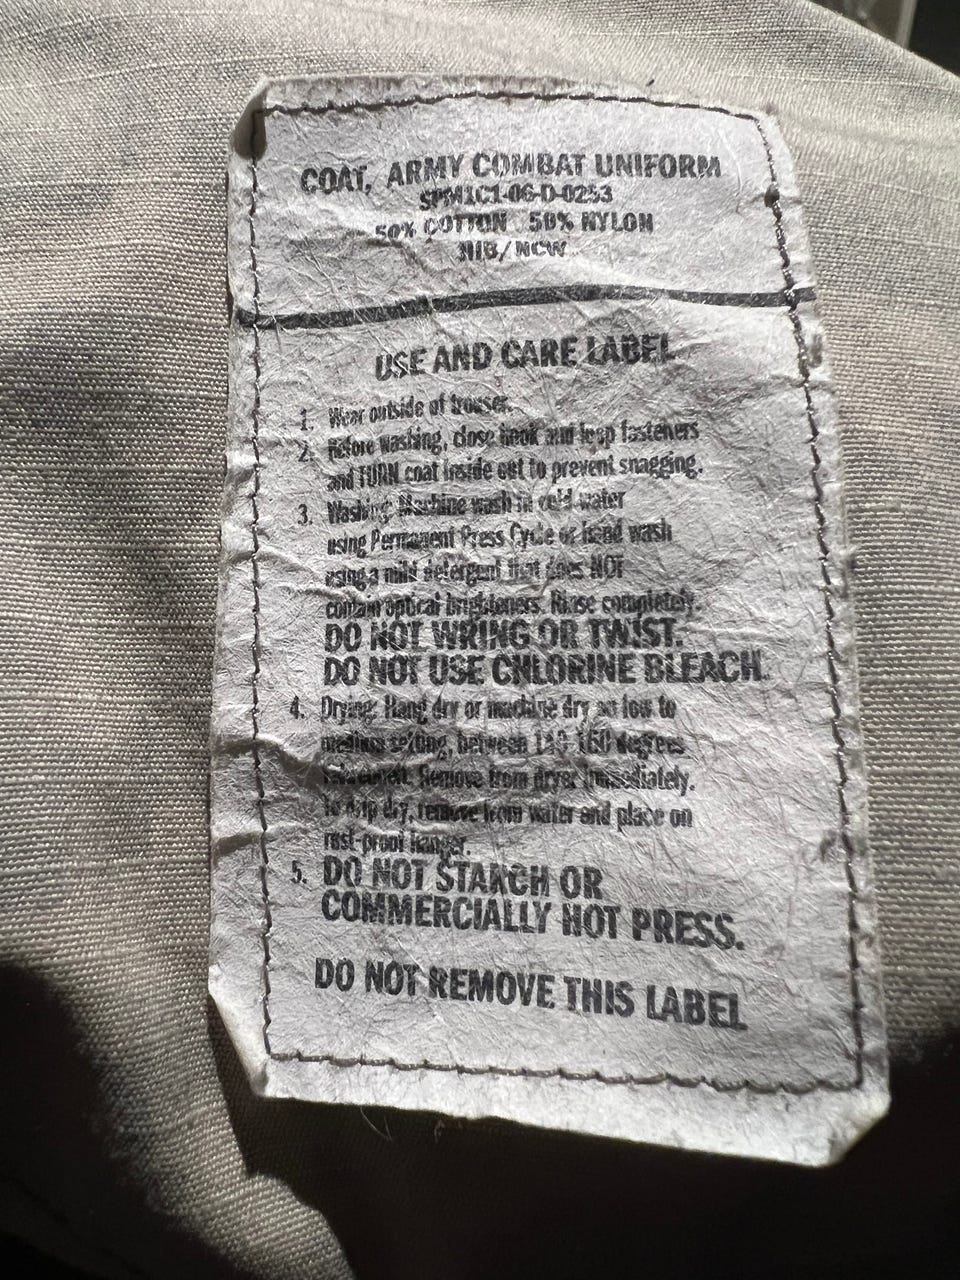 COAT, ARMY COMBAT UNIFORM
SPM1C1-06-D-0253
50% COTTON 50% NYLON
NIB/NCW
USE AND CARE LABEL
1. Wear outside of trouser.
2. Before washing, close hook and loop fasteners
and TURN coat inside out to prevent snagging.
3. Washing: Machine wash in cold water
using Permanent Press Cycle or hand wash
using a mild detergent that does NOT
contain optical brighteners. Rinse completely.
DO NOT WRING OR TWIST.
DO NOT USE CHLORINE BLEACH.
4. Drying: Hang dry or machine dry on low to
medium setting, between 140-160 degrees
Fahrenheit. Remove from dryer immediately.
To drip dry, remove from water and place on
rust-proof hanger.
5. DO NOT STARCH OR
COMMERCIALLY HOT PRESS.
DO NOT REMOVE THIS LABEL